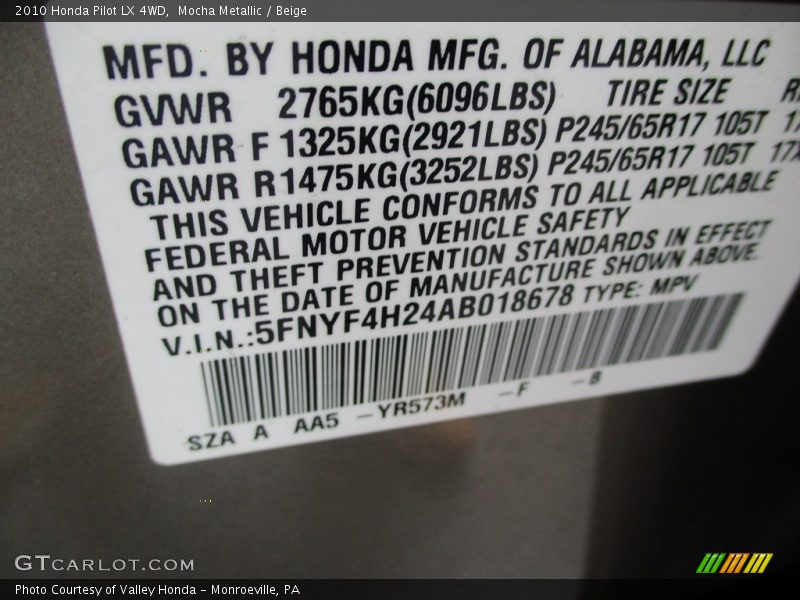 2010 Honda Pilot LX 4WD,  Mocha Metallic / Beige
MFD. BY HONDA MFG. OF ALABAMA, LLC
GVWR 2765KG(6096LBS) TIRE SIZE
GAWR F 1325KG(2921LBS) P245/65R17 105T
GAWR R 1475KG(3252LBS) P245/65R17 105T
THIS VEHICLE CONFORMS TO ALL APPLICABLE
FEDERAL MOTOR VEHICLE SAFETY
AND THEFT PREVENTION STANDARDS IN EFFECT
ON THE DATE OF MANUFACTURE SHOWN ABOVE.
V.I.N.:5FNYF4H24AB018678 TYPE: MPV
SZA A AA5 -YR573M -F -B
GTCARLOT.COM
Photo Courtesy of Valley Honda - Monroeville, PA